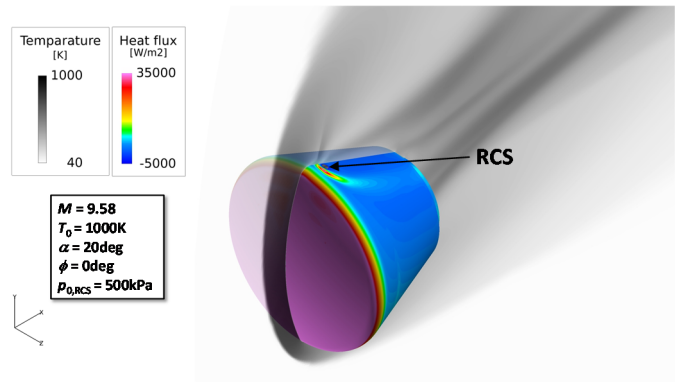 Temparature
[K]
1000
40
Heat flux
[W/m2]
35000
-5000
RCS
M = 9.58
T0 = 1000K
α = 20deg
ϕ = 0deg
p0,RCS = 500kPa
Y
X
Z